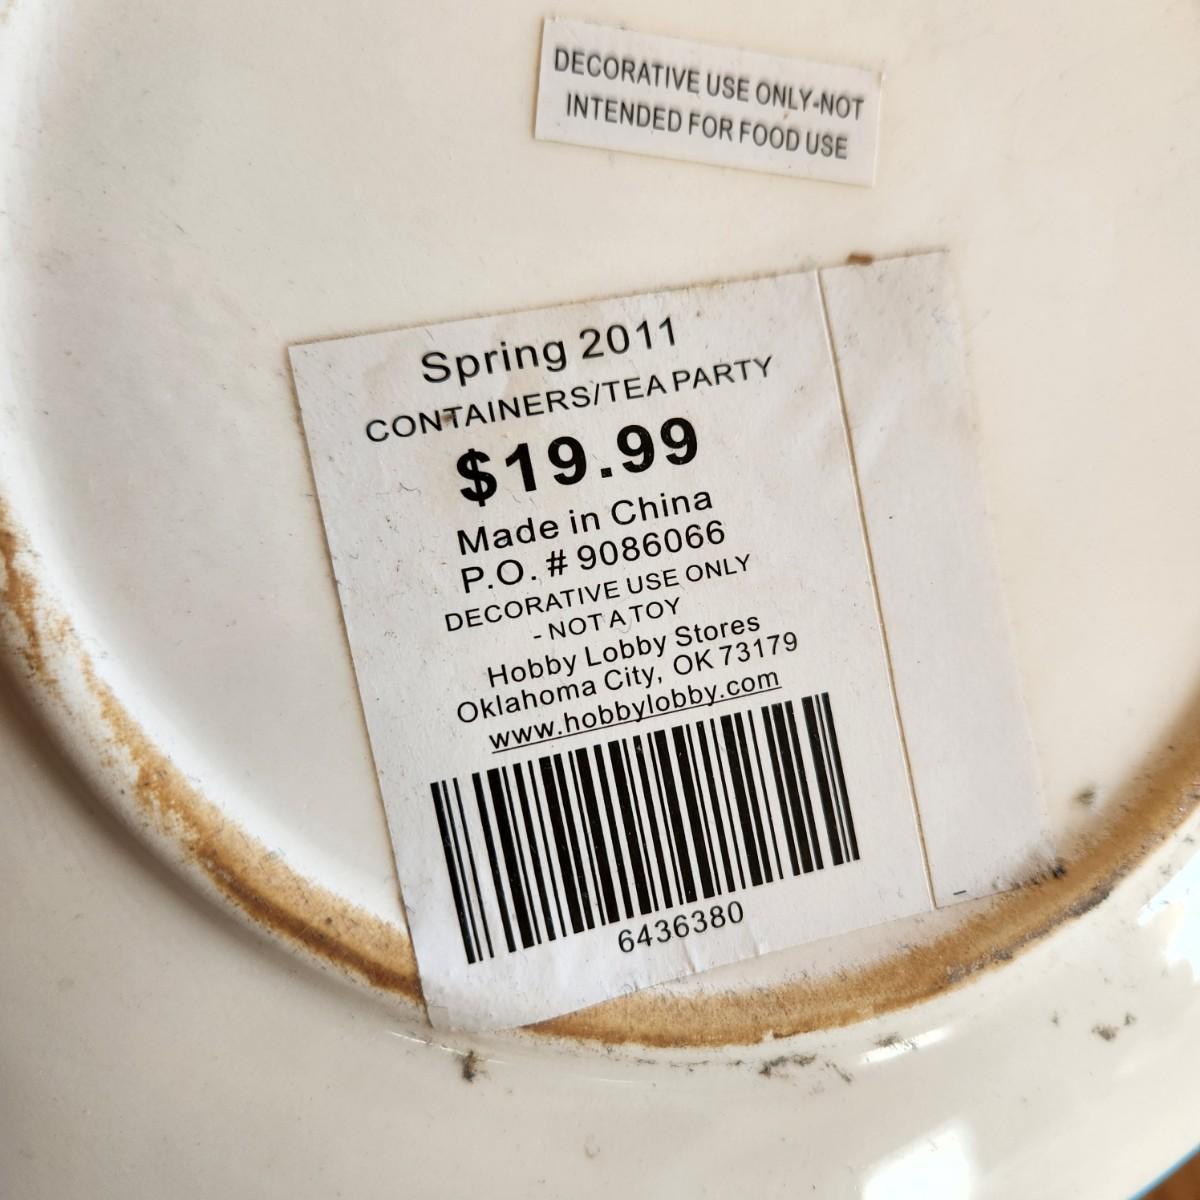 DECORATIVE USE ONLY-NOT
INTENDED FOR FOOD USE
Spring 2011
CONTAINERS/TEA PARTY
$19.99
Made in China
P.O. # 9086066
DECORATIVE USE ONLY
- NOT A TOY
Hobby Lobby Stores
Oklahoma City, OK 73179
www.hobbylobby.com
6436380